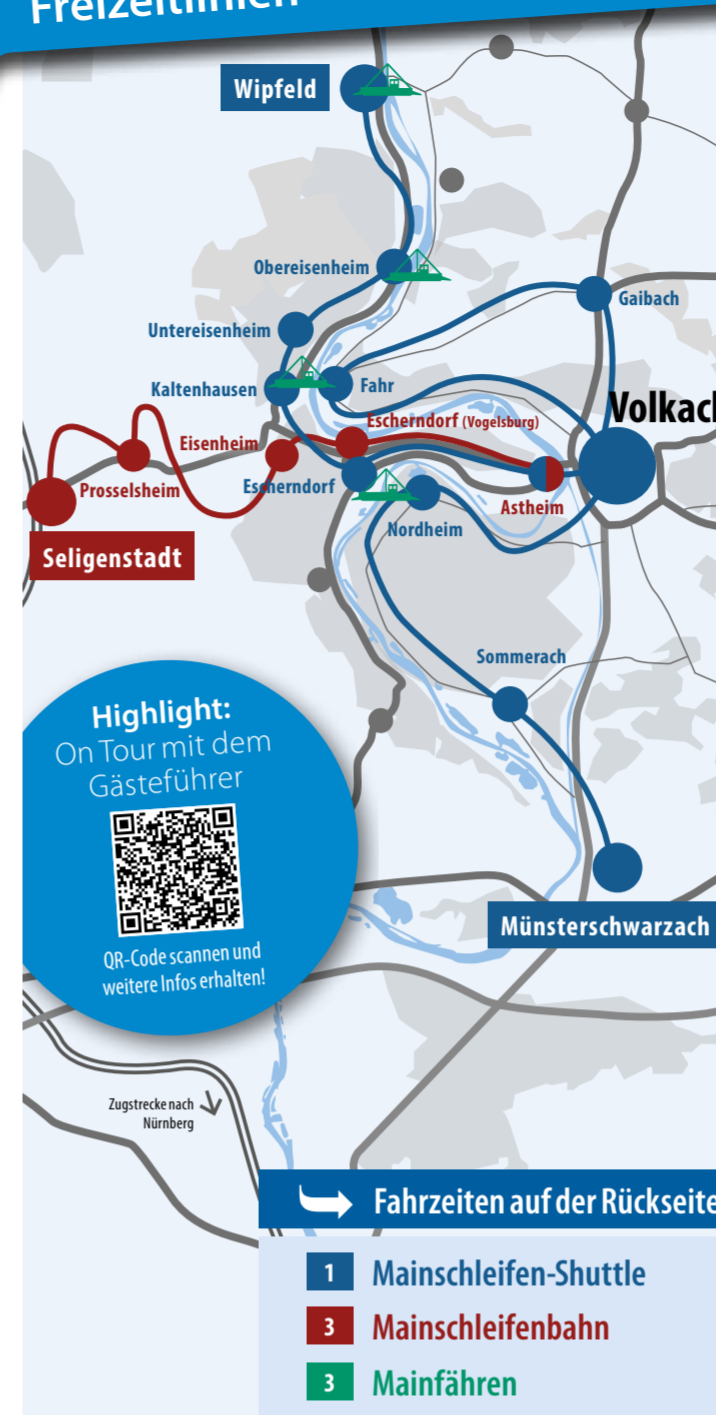 Freizeitlinien
Wipfeld
Obereisenheim
Gaibach
Untereisenheim
Kaltenhausen
Fahr
Volkach
Escherndorf (Vogelsburg)
Eisenheim
Prosselsheim
Escherndorf
Astheim
Nordheim
Seligenstadt
Sommerach
Highlight:
On Tour mit dem
Gästeführer
QR-Code scannen und
weitere Infos erhalten!
Münsterschwarzach
Zugstrecke nach
Nürnberg
Fahrzeiten auf der Rückseite
1 Mainschleifen-Shuttle
3 Mainschleifenbahn
3 Mainfähren